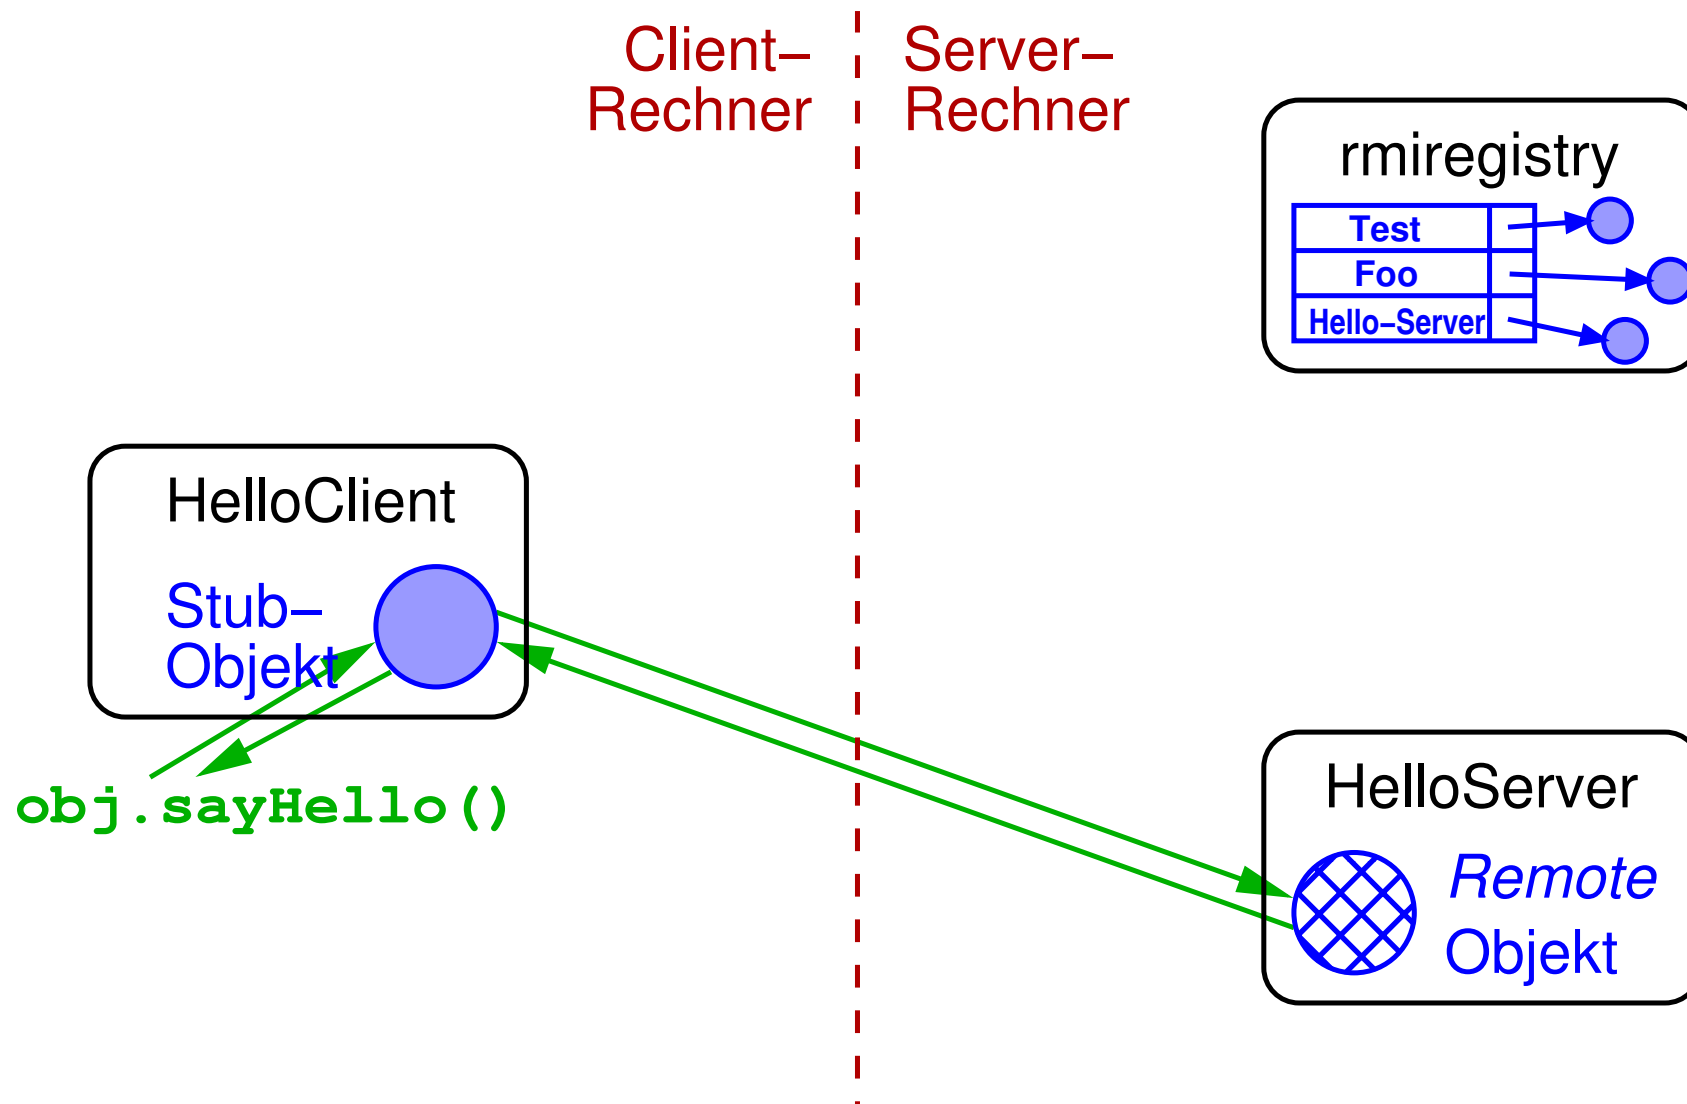 Client–
Rechner
Server–
Rechner
rmiregistry
Test
Foo
Hello–Server
HelloClient
Stub–
Objekt
obj.sayHello()
HelloServer
Remote
Objekt